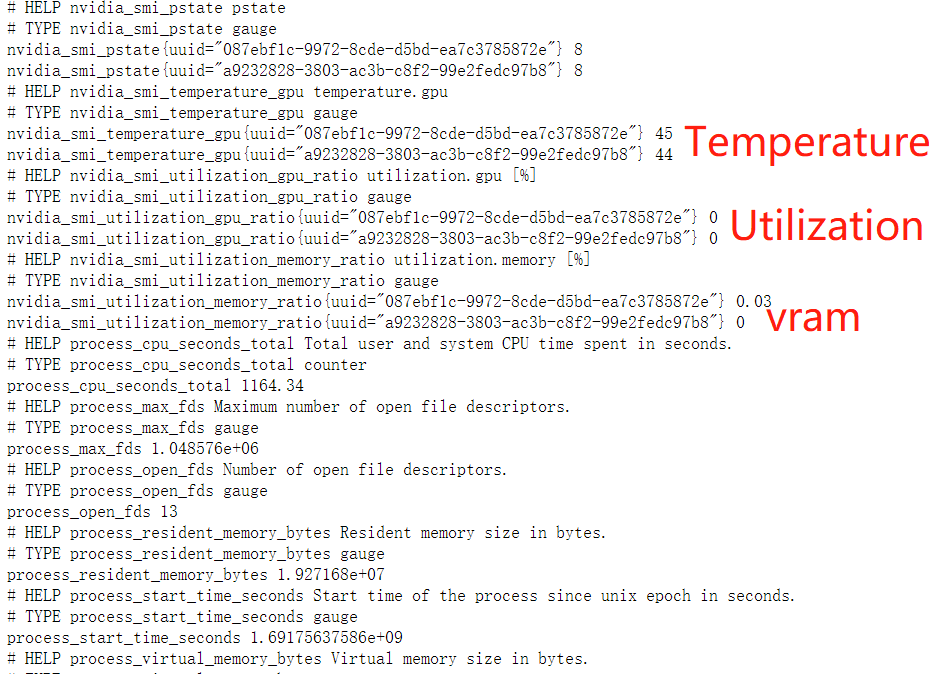 # HELP nvidia_smi_pstate pstate
# TYPE nvidia_smi_pstate gauge
nvidia_smi_pstate{uuid="087ebf1c-9972-8cde-d5bd-ea7c3785872e"} 8
nvidia_smi_pstate{uuid="a9232828-3803-ac3b-c8f2-99e2fedc97b8"} 8
# HELP nvidia_smi_temperature_gpu temperature.gpu
# TYPE nvidia_smi_temperature_gpu gauge
nvidia_smi_temperature_gpu{uuid="087ebf1c-9972-8cde-d5bd-ea7c3785872e"} 45
Temperature
nvidia_smi_temperature_gpu{uuid="a9232828-3803-ac3b-c8f2-99e2fedc97b8"} 44
# HELP nvidia_smi_utilization_gpu_ratio utilization.gpu [%]
# TYPE nvidia_smi_utilization_gpu_ratio gauge
nvidia_smi_utilization_gpu_ratio{uuid="087ebf1c-9972-8cde-d5bd-ea7c3785872e"} 0
Utilization
nvidia_smi_utilization_gpu_ratio{uuid="a9232828-3803-ac3b-c8f2-99e2fedc97b8"} 0
# HELP nvidia_smi_utilization_memory_ratio utilization.memory [%]
# TYPE nvidia_smi_utilization_memory_ratio gauge
nvidia_smi_utilization_memory_ratio{uuid="087ebf1c-9972-8cde-d5bd-ea7c3785872e"} 0.03
nvidia_smi_utilization_memory_ratio{uuid="a9232828-3803-ac3b-c8f2-99e2fedc97b8"} 0
vram
# HELP process_cpu_seconds_total Total user and system CPU time spent in seconds.
# TYPE process_cpu_seconds_total counter
process_cpu_seconds_total 1164.34
# HELP process_max_fds Maximum number of open file descriptors.
# TYPE process_max_fds gauge
process_max_fds 1.048576e+06
# HELP process_open_fds Number of open file descriptors.
# TYPE process_open_fds gauge
process_open_fds 13
# HELP process_resident_memory_bytes Resident memory size in bytes.
# TYPE process_resident_memory_bytes gauge
process_resident_memory_bytes 1.927168e+07
# HELP process_start_time_seconds Start time of the process since unix epoch in seconds.
# TYPE process_start_time_seconds gauge
process_start_time_seconds 1.69175637586e+09
# HELP process_virtual_memory_bytes Virtual memory size in bytes.